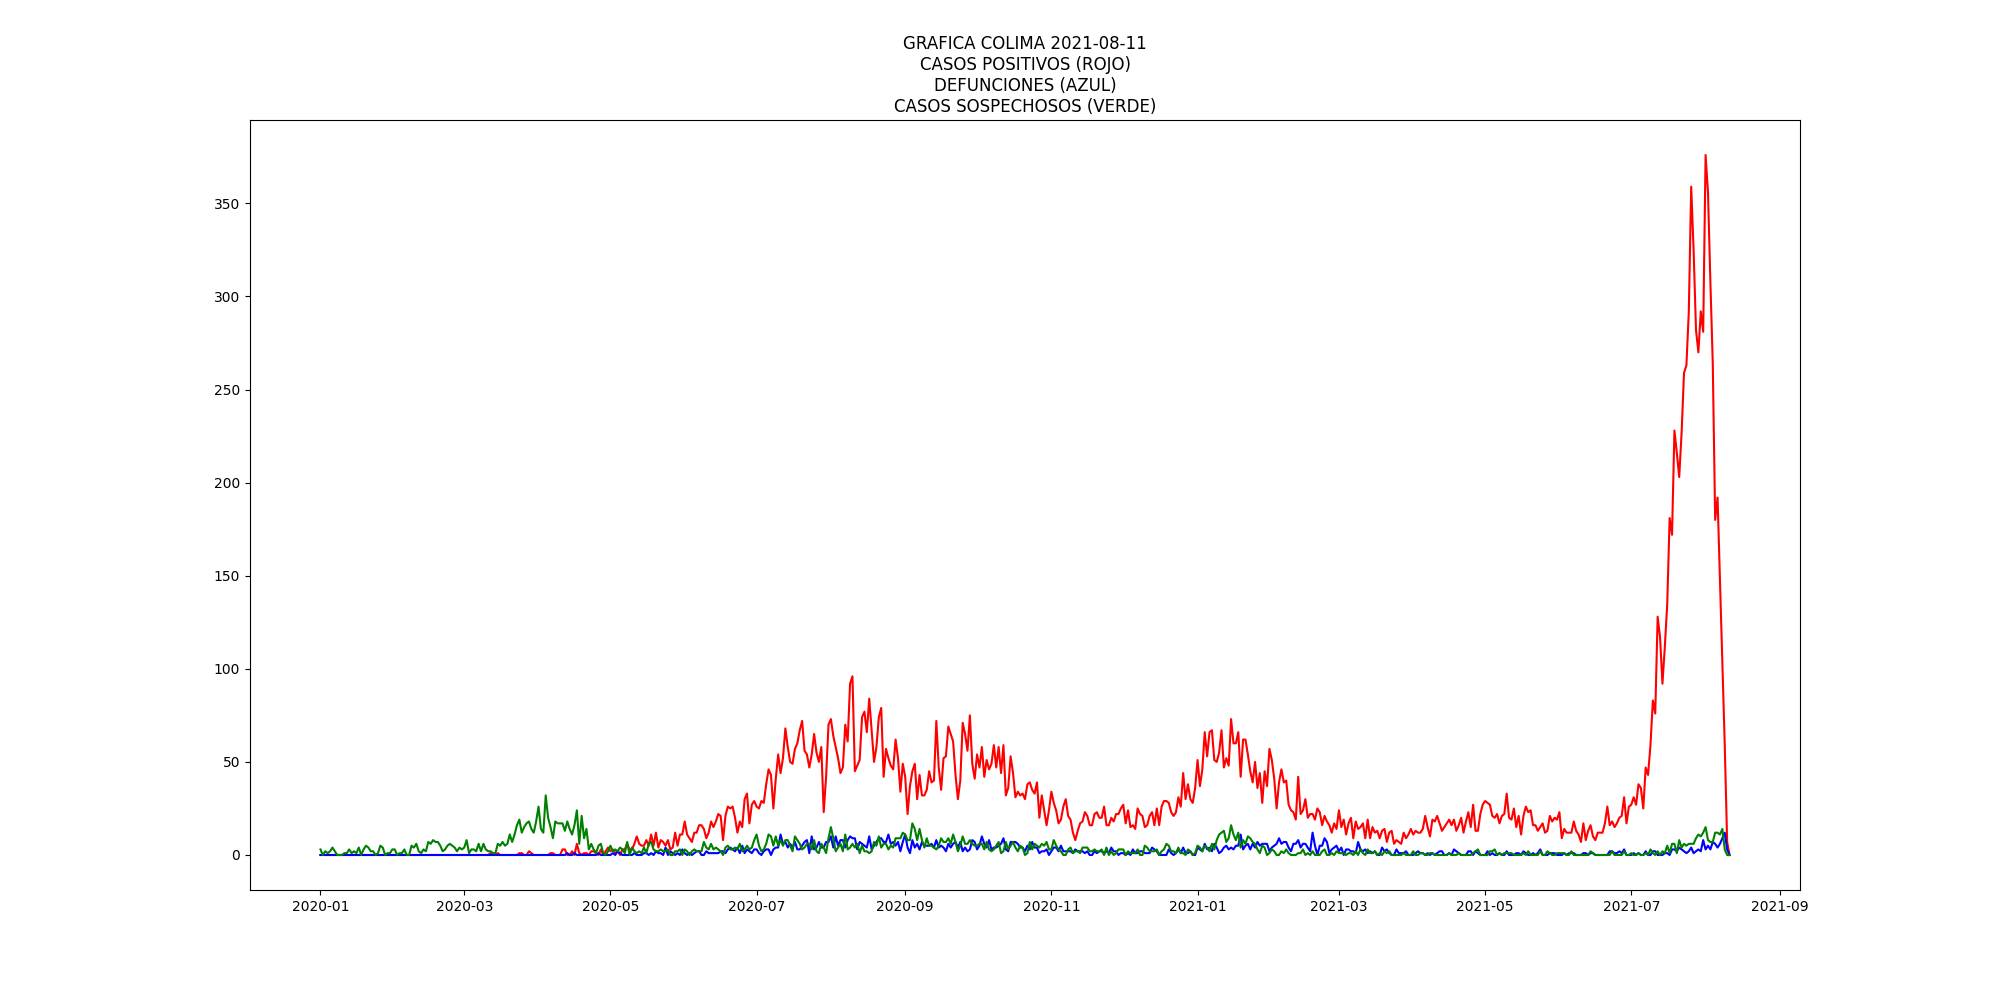 GRAFICA COLIMA 2021-08-11
CASOS POSITIVOS (ROJO)
DEFUNCIONES (AZUL)
CASOS SOSPECHOSOS (VERDE)
350
300
250
200
150
100
50
0
2020-01 2020-03 2020-05 2020-07 2020-09 2020-11 2021-01 2021-03 2021-05 2021-07 2021-09